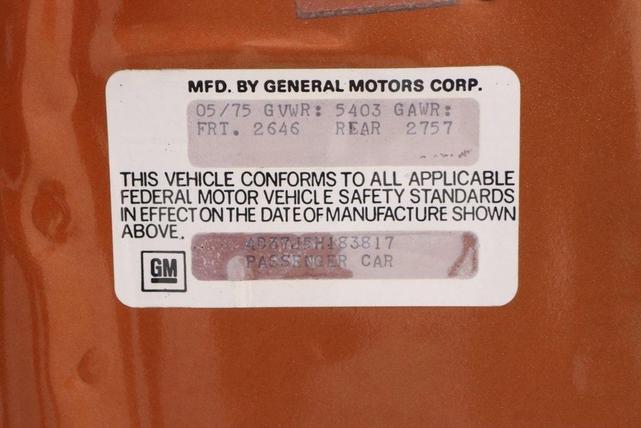 MFD. BY GENERAL MOTORS CORP.
05/75 GVWR: 5403 GAWR:
FRT. 2646 REAR 2757
THIS VEHICLE CONFORMS TO ALL APPLICABLE
FEDERAL MOTOR VEHICLE SAFETY STANDARDS
IN EFFECT ON THE DATE OF MANUFACTURE SHOWN
ABOVE.
4D37J5H183817
GM
PASSENGER CAR